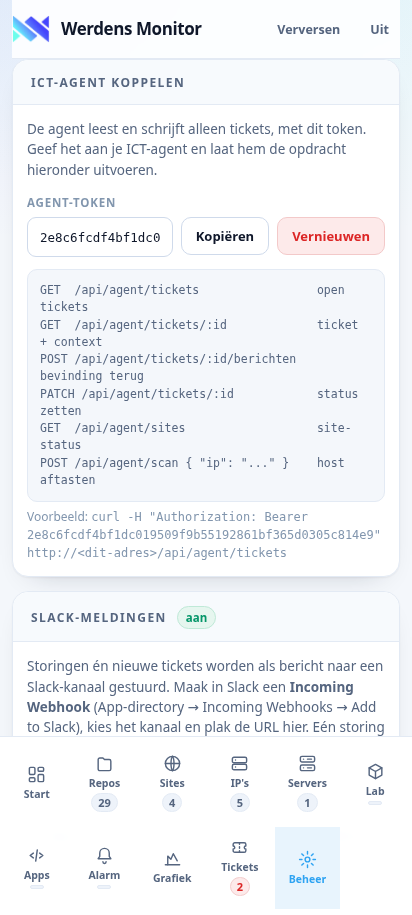 Werdens Monitor
Verversen
Uit
ICT-AGENT KOPPELEN
De agent leest en schrijft alleen tickets, met dit token.
Geef het aan je ICT-agent en laat hem de opdracht
hieronder uitvoeren.
AGENT-TOKEN
2e8c6fcdf4bf1dc0
Kopiëren
Vernieuwen
GET /api/agent/tickets open
tickets
GET /api/agent/tickets/:id ticket
+ context
POST /api/agent/tickets/:id/berichten
bevinding terug
PATCH /api/agent/tickets/:id status
zetten
GET /api/agent/sites site-
status
POST /api/agent/scan { "ip": "..." } host
aftasten
Voorbeeld: curl -H "Authorization: Bearer
2e8c6fcdf4bf1dc019509f9b55192861bf365d0305c814e9"
http://<dit-adres>/api/agent/tickets
SLACK-MELDINGEN
aan
Storingen én nieuwe tickets worden als bericht naar een
Slack-kanaal gestuurd. Maak in Slack een Incoming
Webhook (App-directory → Incoming Webhooks → Add
to Slack), kies het kanaal en plak de URL hier. Eén storing
Start
Repos
29
Sites
4
IP's
5
Servers
1
Lab
Apps
Alarm
Grafiek
Tickets
2
Beheer